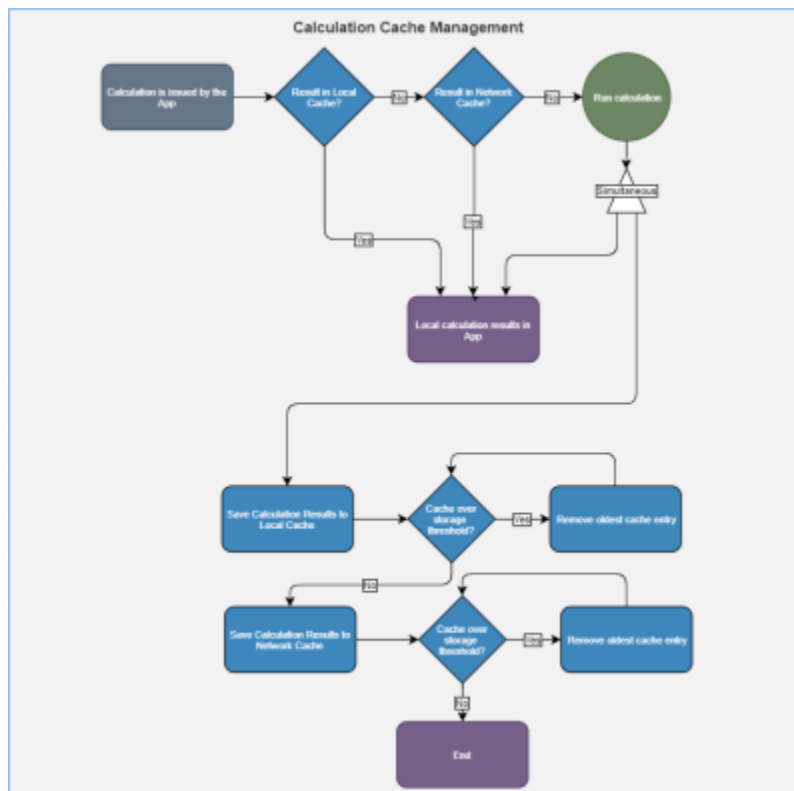 Calculation Cache Management
Calculation is issued by the
App
Result in Local
Cache?
No
Result in Network
Cache?
No
Run calculation
Simultaneous
Yes
Yes
Local calculation results in
App
Save Calculation Results to
Local Cache
Cache over
storage
threshold?
Yes
Remove oldest cache entry
No
Save Calculation Results to
Network Cache
Cache over
storage
threshold?
Yes
Remove oldest cache entry
No
End